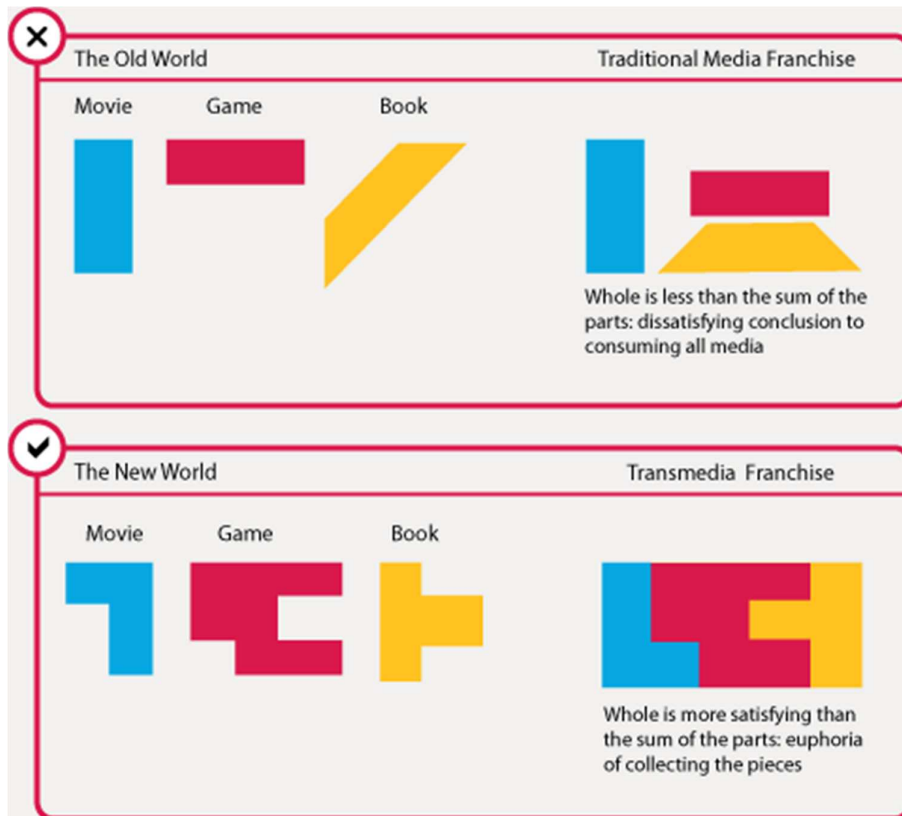 The Old World
Traditional Media Franchise
Movie
Game
Book
Whole is less than the sum of the
parts: dissatisfying conclusion to
consuming all media
The New World
Transmedia Franchise
Movie
Game
Book
Whole is more satisfying than
the sum of the parts: euphoria
of collecting the pieces